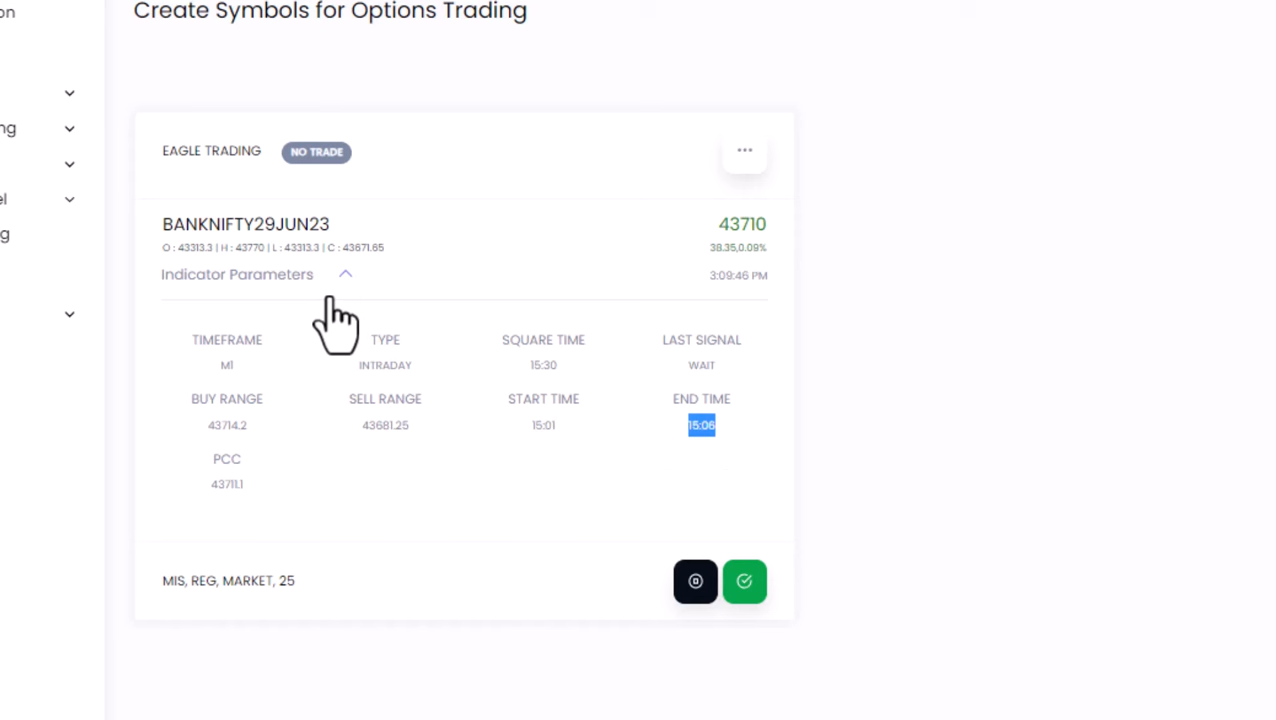 on
Create Symbols for Options Trading
ng
el
g
EAGLE TRADING NO TRADE
BANKNIFTY29JUN23 43710
O : 43313.3 | H : 43770 | L : 43313.3 | C : 43671.65 38.35,0.09%
Indicator Parameters 3:09:46 PM
TIMEFRAME TYPE SQUARE TIME LAST SIGNAL
M1 INTRADAY 15:30 WAIT
BUY RANGE SELL RANGE START TIME END TIME
43714.2 43681.25 15:01 15:06
PCC
43711.1
MIS, REG, MARKET, 25